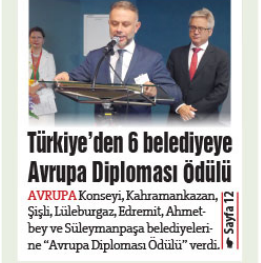 Türkiye'den 6 belediyeye
Avrupa Diploması Ödülü
AVRUPA Konseyi, Kahramankazan,
Şişli, Lüleburgaz, Edremit, Ahmet-
bey ve Süleymanpaşa belediyeleri-
ne “Avrupa Diploması Ödülü” verdi.
Sayfa 12